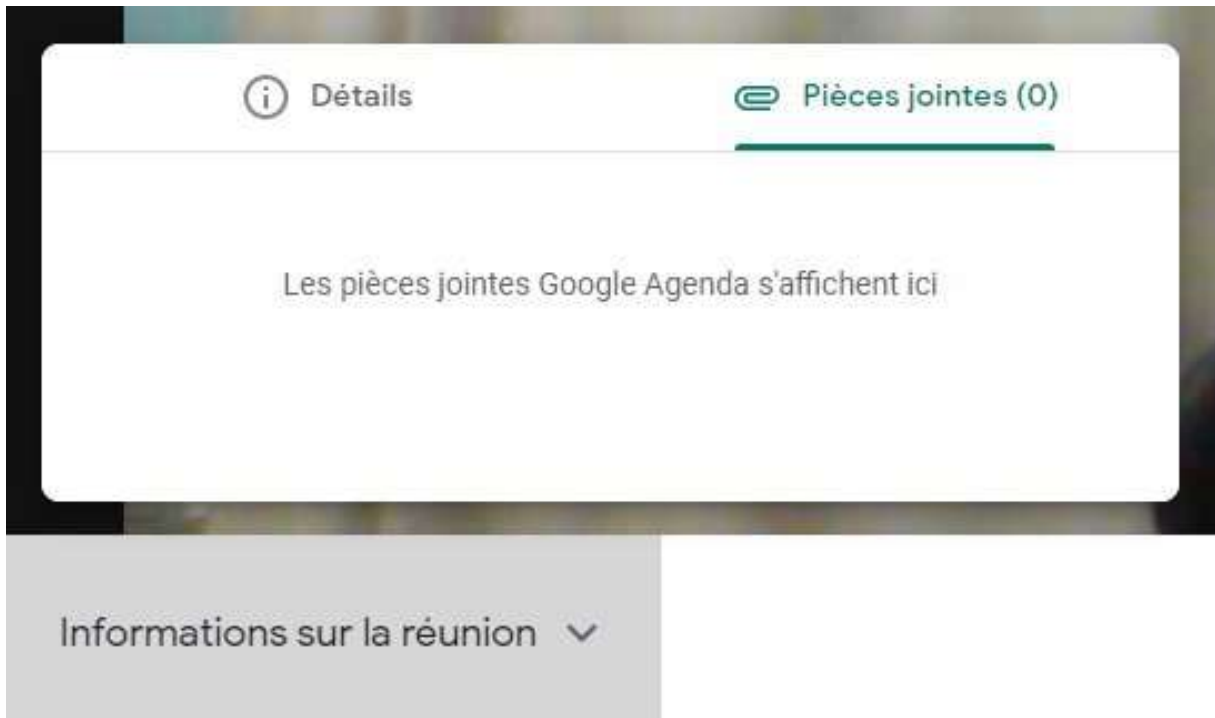 Détails
Pièces jointes (0)
Les pièces jointes Google Agenda s'affichent ici
Informations sur la réunion